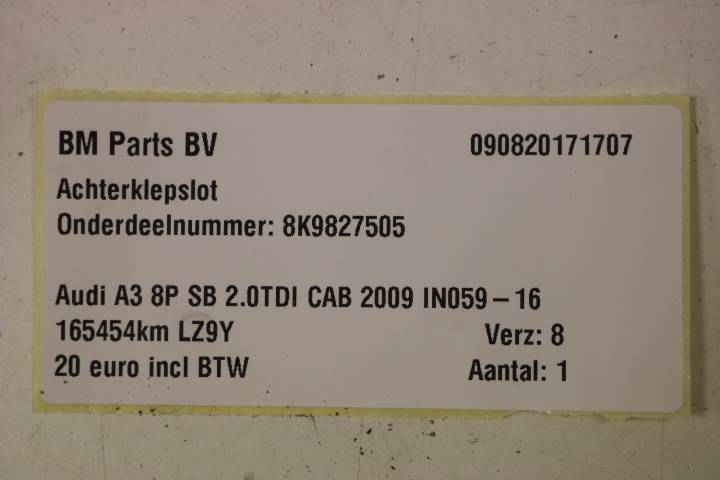 BM Parts BV 090820171707
Achterklepslot
Onderdeelnummer: 8K9827505
Audi A3 8P SB 2.0TDI CAB 2009 IN059-16
165454km LZ9Y Verz: 8
20 euro incl BTW Aantal: 1